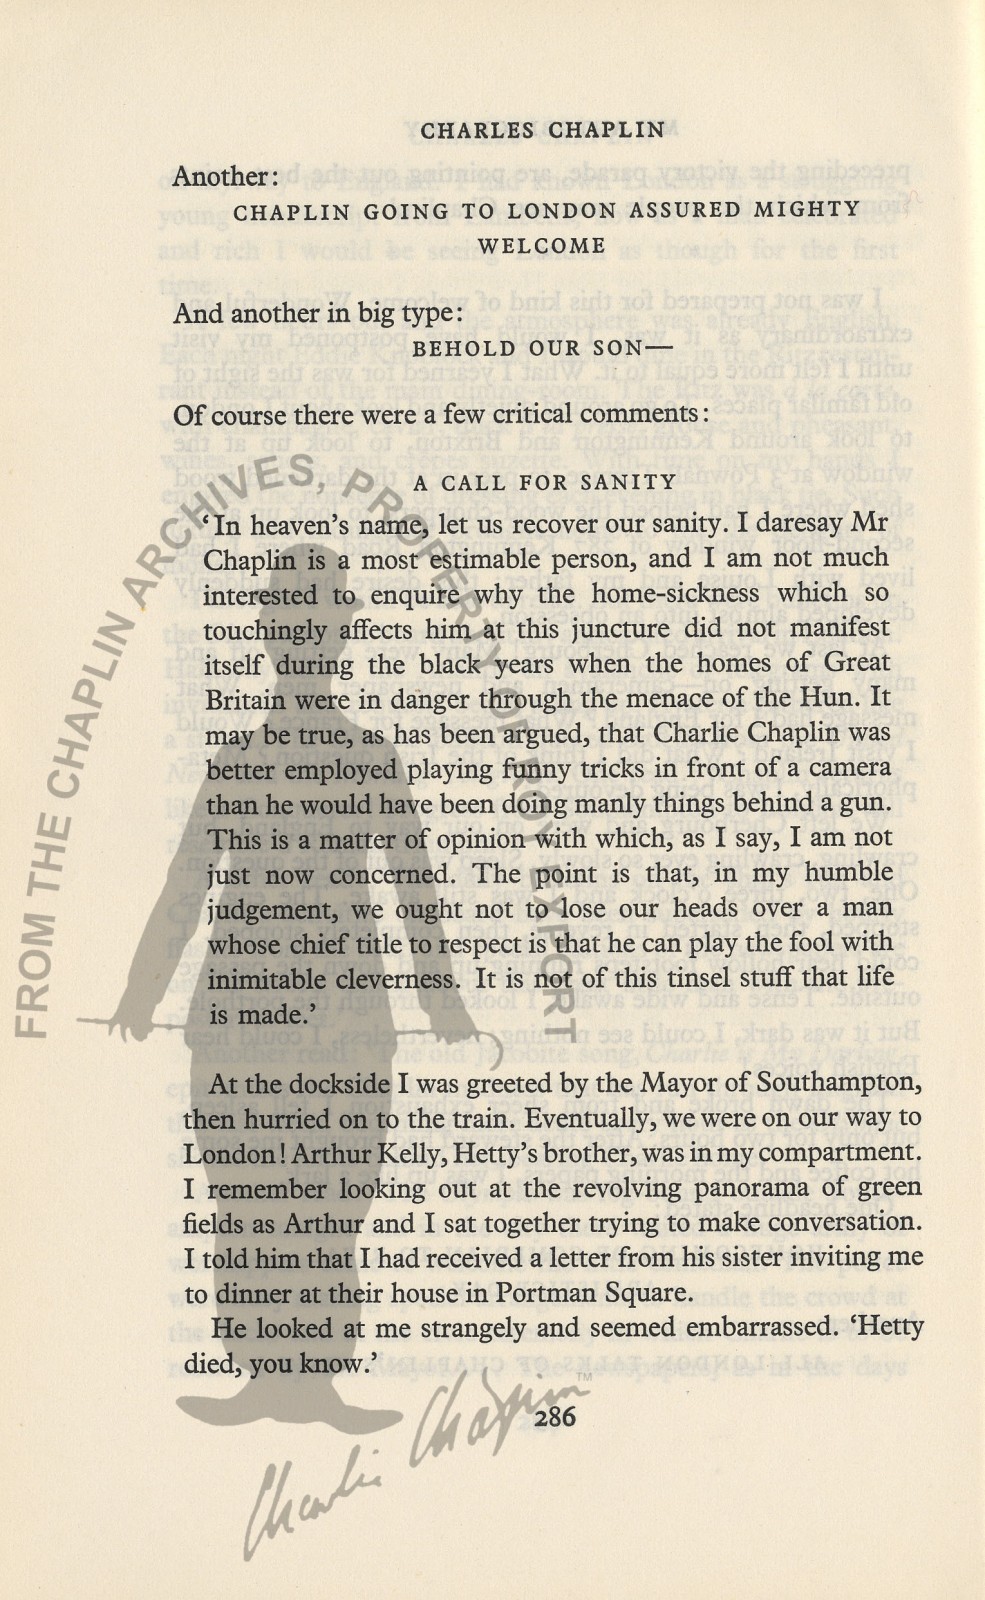 CHARLES CHAPLIN
Another:
CHAPLIN GOING TO LONDON ASSURED MIGHTY
WELCOME
And another in big type:
BEHOLD OUR SON—
Of course there were a few critical comments:
A CALL FOR SANITY
‘In heaven’s name, let us recover our sanity. I daresay Mr
Chaplin is a most estimable person, and I am not much
interested to enquire why the home-sickness which so
touchingly affects him at this juncture did not manifest
itself during the black years when the homes of Great
Britain were in danger through the menace of the Hun. It
may be true, as has been argued, that Charlie Chaplin was
better employed playing funny tricks in front of a camera
than he would have been doing manly things behind a gun.
This is a matter of opinion with which, as I say, I am not
just now concerned. The point is that, in my humble
judgement, we ought not to lose our heads over a man
whose chief title to respect is that he can play the fool with
inimitable cleverness. It is not of this tinsel stuff that life
is made.’
At the dockside I was greeted by the Mayor of Southampton,
then hurried on to the train. Eventually, we were on our way to
London! Arthur Kelly, Hetty’s brother, was in my compartment.
I remember looking out at the revolving panorama of green
fields as Arthur and I sat together trying to make conversation.
I told him that I had received a letter from his sister inviting me
to dinner at their house in Portman Square.
He looked at me strangely and seemed embarrassed. ‘Hetty
died, you know.’
286
FROM THE CHAPLIN ARCHIVES, PROPERTY OF ROY EXPORT
Charlie Chaplin™